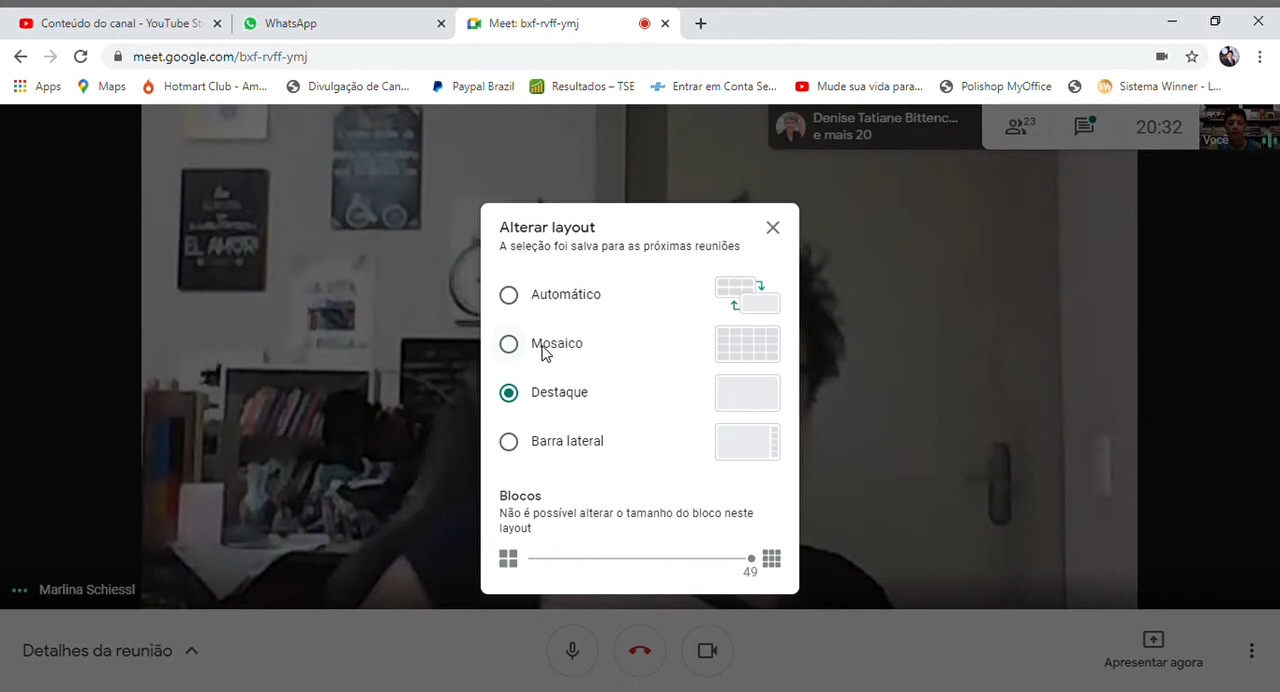 Conteúdo do canal - YouTube St
WhatsApp
Meet: bxf-rvff-ymj
meet.google.com/bxf-rvff-ymj
Apps
Maps
Hotmart Club - Am...
Divulgação de Can...
Paypal Brazil
Resultados – TSE
Entrar em Conta Se...
Mude sua vida para...
Polishop MyOffice
Sistema Winner - L...
Denise Tatiane Bittenc...
e mais 20
23
20:32
Você
EL AMOR
Alterar layout
A seleção foi salva para as próximas reuniões
Automático
Mosaico
Destaque
Barra lateral
Blocos
Não é possível alterar o tamanho do bloco neste
layout
49
Marlina Schiessl
Detalhes da reunião
Apresentar agora